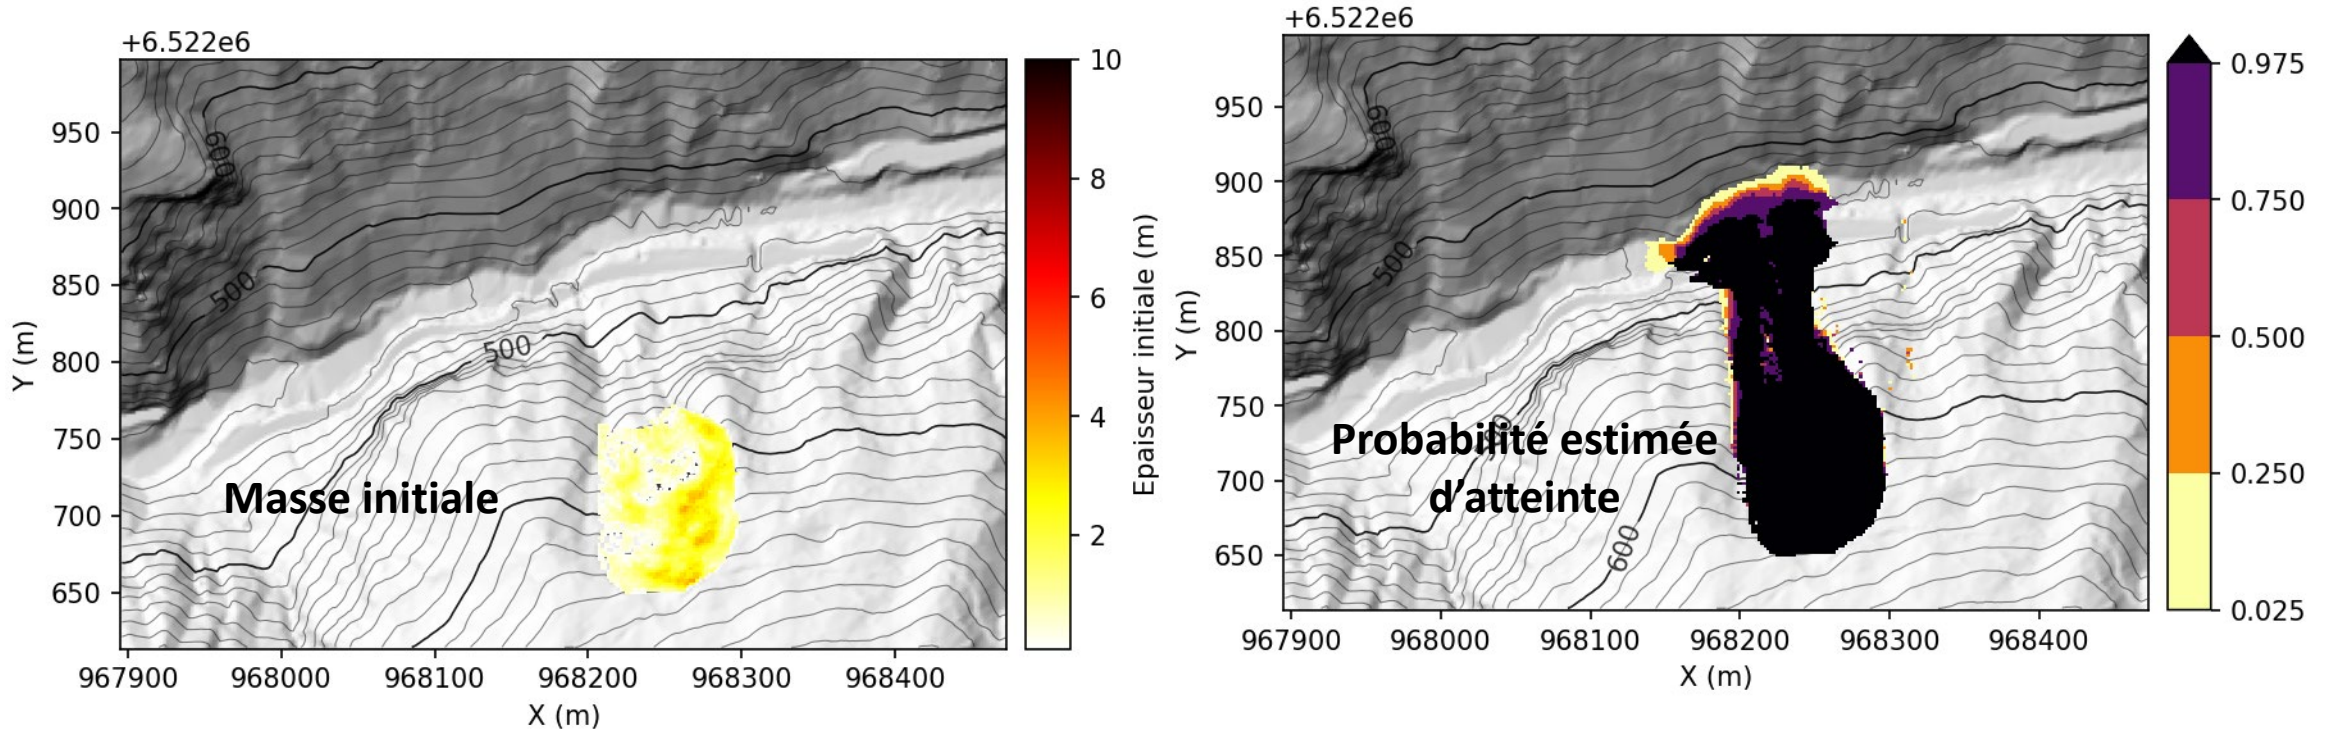 +6.522e6
950
900
850
800
750
700
650
Y (m)
600
500
500
Masse initiale
967900 968000 968100 968200 968300 968400
X (m)
10
8
6
4
2
Epaisseur initiale (m)
+6.522e6
950
900
850
800
750
700
650
Y (m)
600
500
Probabilité estimée
d’atteinte
600
967900 968000 968100 968200 968300 968400
X (m)
0.975
0.750
0.500
0.250
0.025